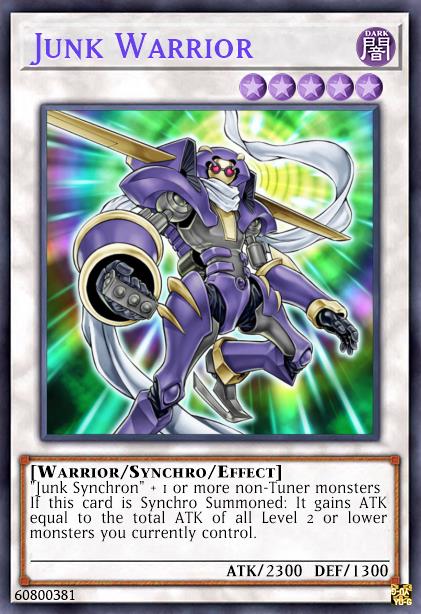 Junk Warrior
DARK
闇
[Warrior/Synchro/Effect]
"Junk Synchron" + 1 or more non-Tuner monsters
If this card is Synchro Summoned: It gains ATK
equal to the total ATK of all Level 2 or lower
monsters you currently control.
ATK/2300 DEF/1300
60800381